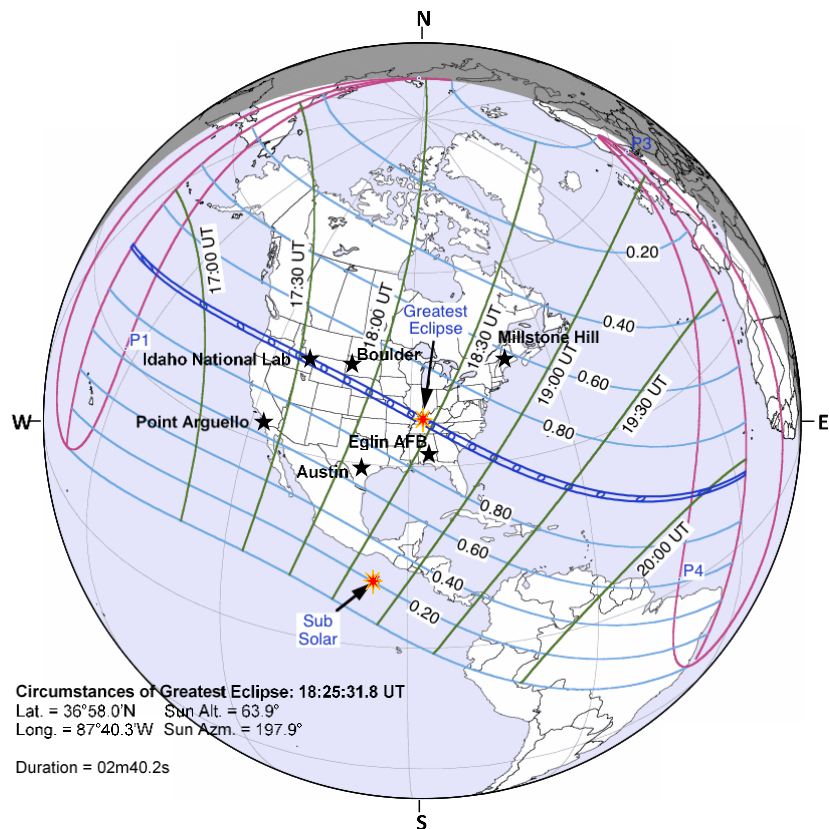 N
P3
0.20
17:00 UT
17:30 UT
18:00 UT
Greatest
Eclipse
18:30 UT
0.40
Millstone Hill
P1
Idaho National Lab
Boulder
19:00 UT
0.60
19:30 UT
W
Point Arguello
0.80
E
Eglin AFB
Austin
0.80
0.60
20:00 UT
0.40
P4
0.20
Sub
Solar
Circumstances of Greatest Eclipse: 18:25:31.8 UT
Lat. = 36°58.0'N Sun Alt. = 63.9°
Long. = 87°40.3'W Sun Azm. = 197.9°
Duration = 02m40.2s
S